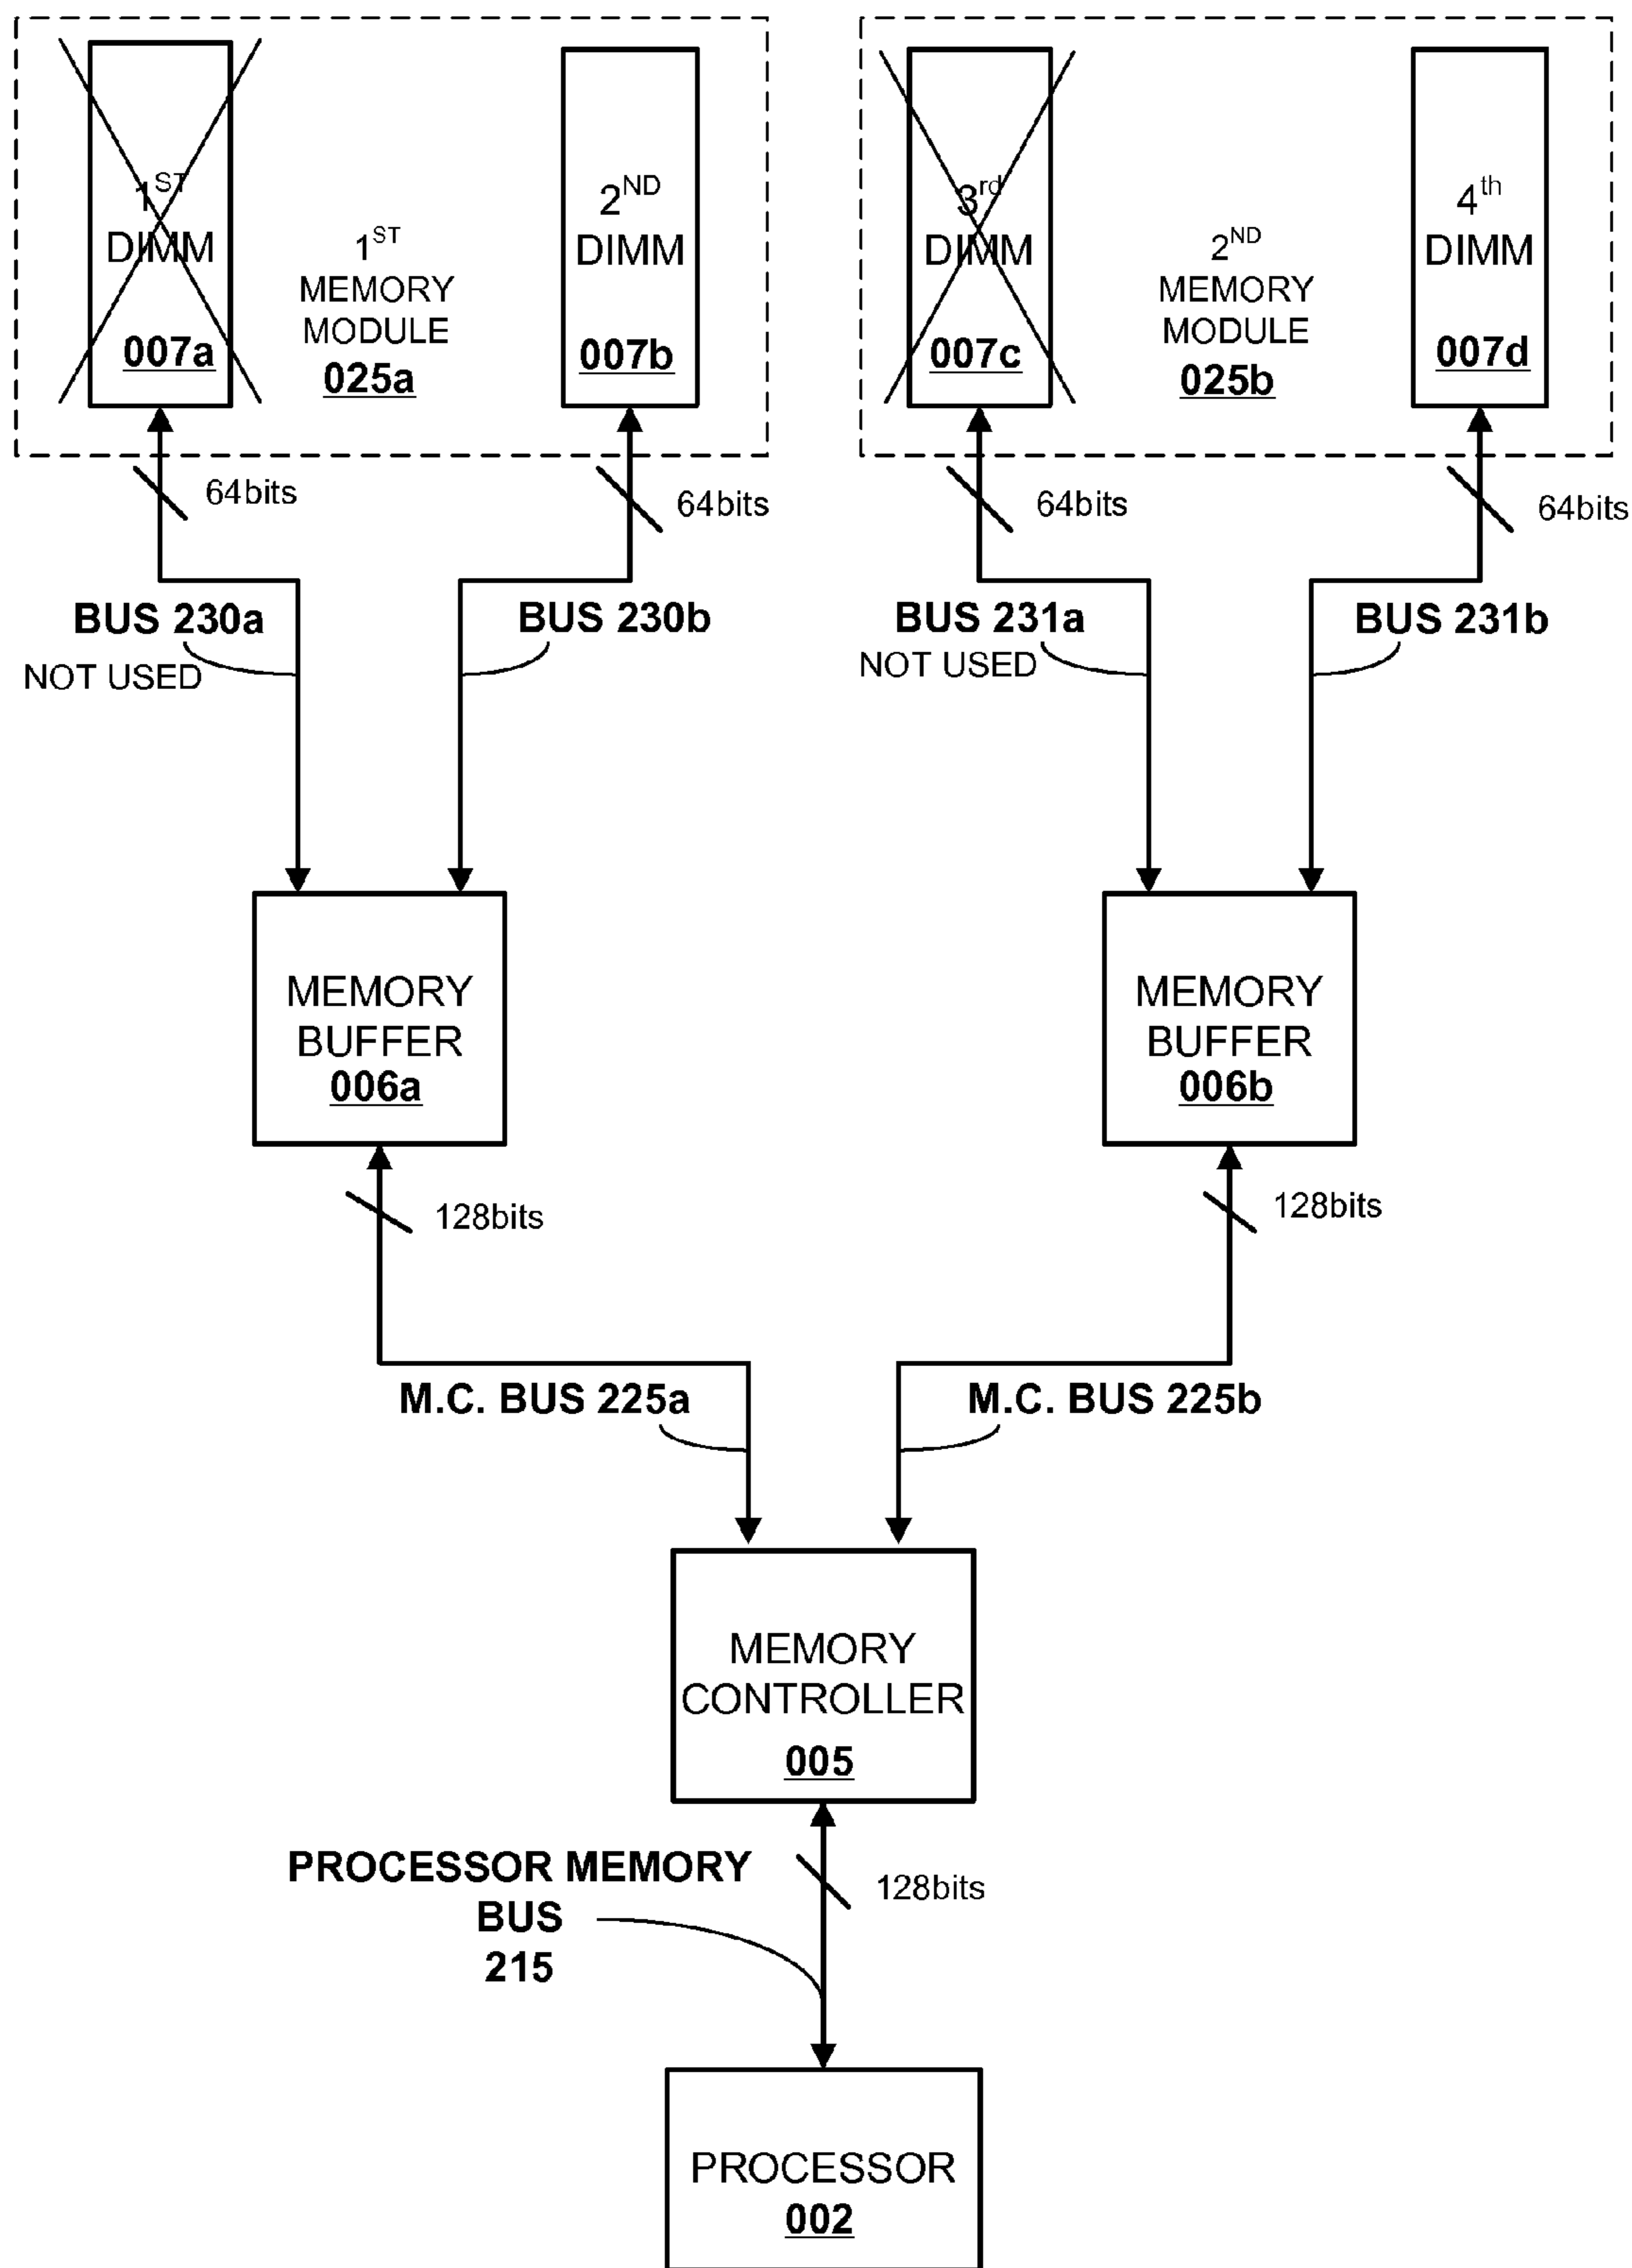 1ST
DIMM
007a
1ST
MEMORY
MODULE
025a
2ND
DIMM
007b
3rd
DIMM
007c
2ND
MEMORY
MODULE
025b
4th
DIMM
007d
64bits
64bits
64bits
64bits
BUS 230a
NOT USED
BUS 230b
BUS 231a
NOT USED
BUS 231b
MEMORY
BUFFER
006a
MEMORY
BUFFER
006b
128bits
128bits
M.C. BUS 225a
M.C. BUS 225b
MEMORY
CONTROLLER
005
PROCESSOR MEMORY
BUS
215
128bits
PROCESSOR
002